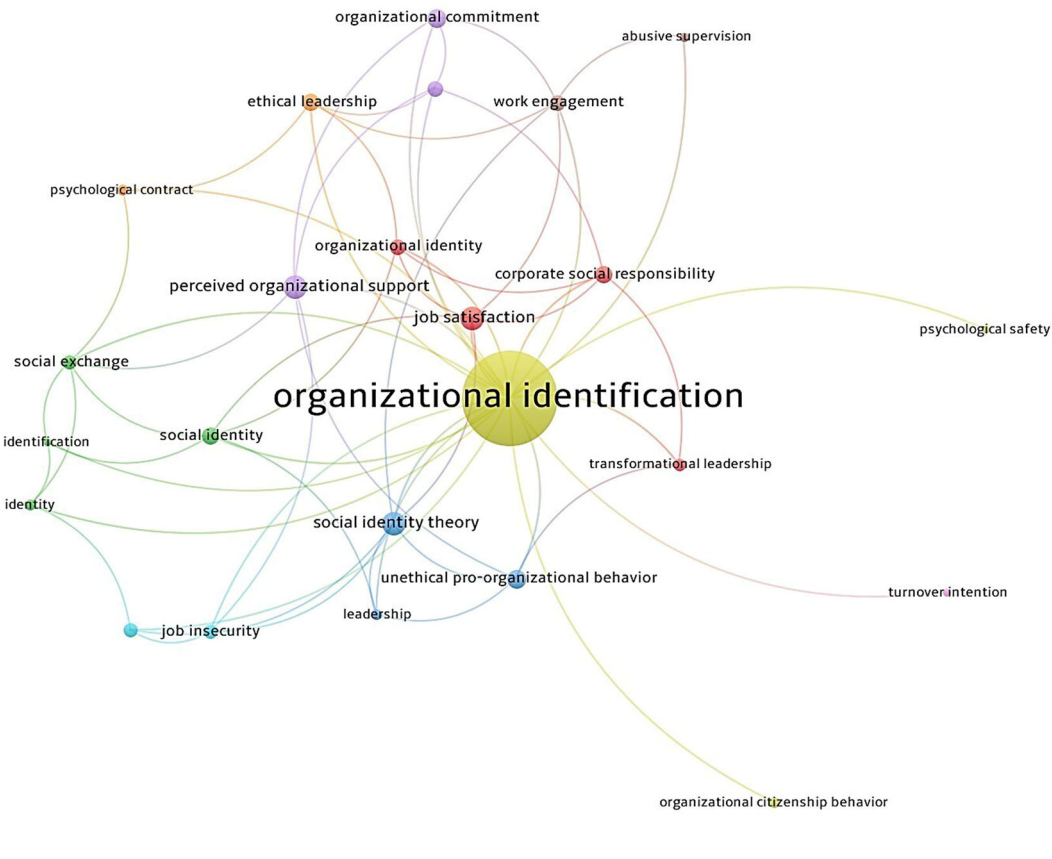 organizational commitment
abusive supervision
ethical leadership
work engagement
psychological contract
organizational identity
corporate social responsibility
perceived organizational support
job satisfaction
psychological safety
social exchange
organizational identification
social identity
identification
transformational leadership
identity
social identity theory
unethical pro-organizational behavior
turnover intention
leadership
job insecurity
organizational citizenship behavior